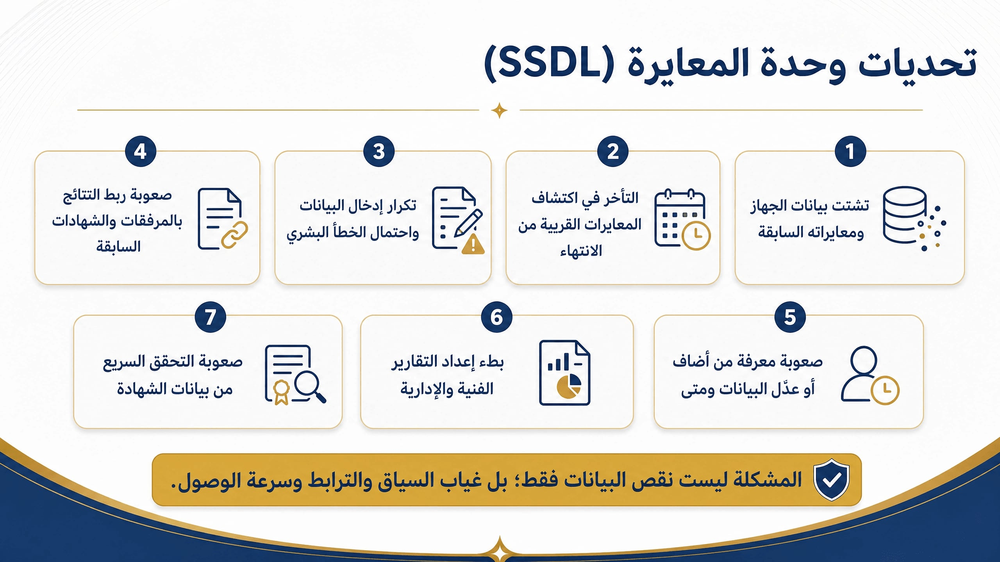 تحديات وحدة المعايرة (SSDL)
1
تشتت بيانات الجهاز
ومعايراته السابقة
2
التأخر في اكتشاف
المعايرات القريبة من
الانتهاء
3
تكرار إدخال البيانات
واحتمال الخطأ البشري
4
صعوبة ربط النتائج
بالمرفقات والشهادات
السابقة
5
صعوبة معرفة من أضاف
أو عدَّل البيانات ومتى
6
بطء إعداد التقارير
الفنية والإدارية
7
صعوبة التحقق السريع
من بيانات الشهادة
المشكلة ليست نقص البيانات فقط؛ بل غياب السياق والترابط وسرعة الوصول.